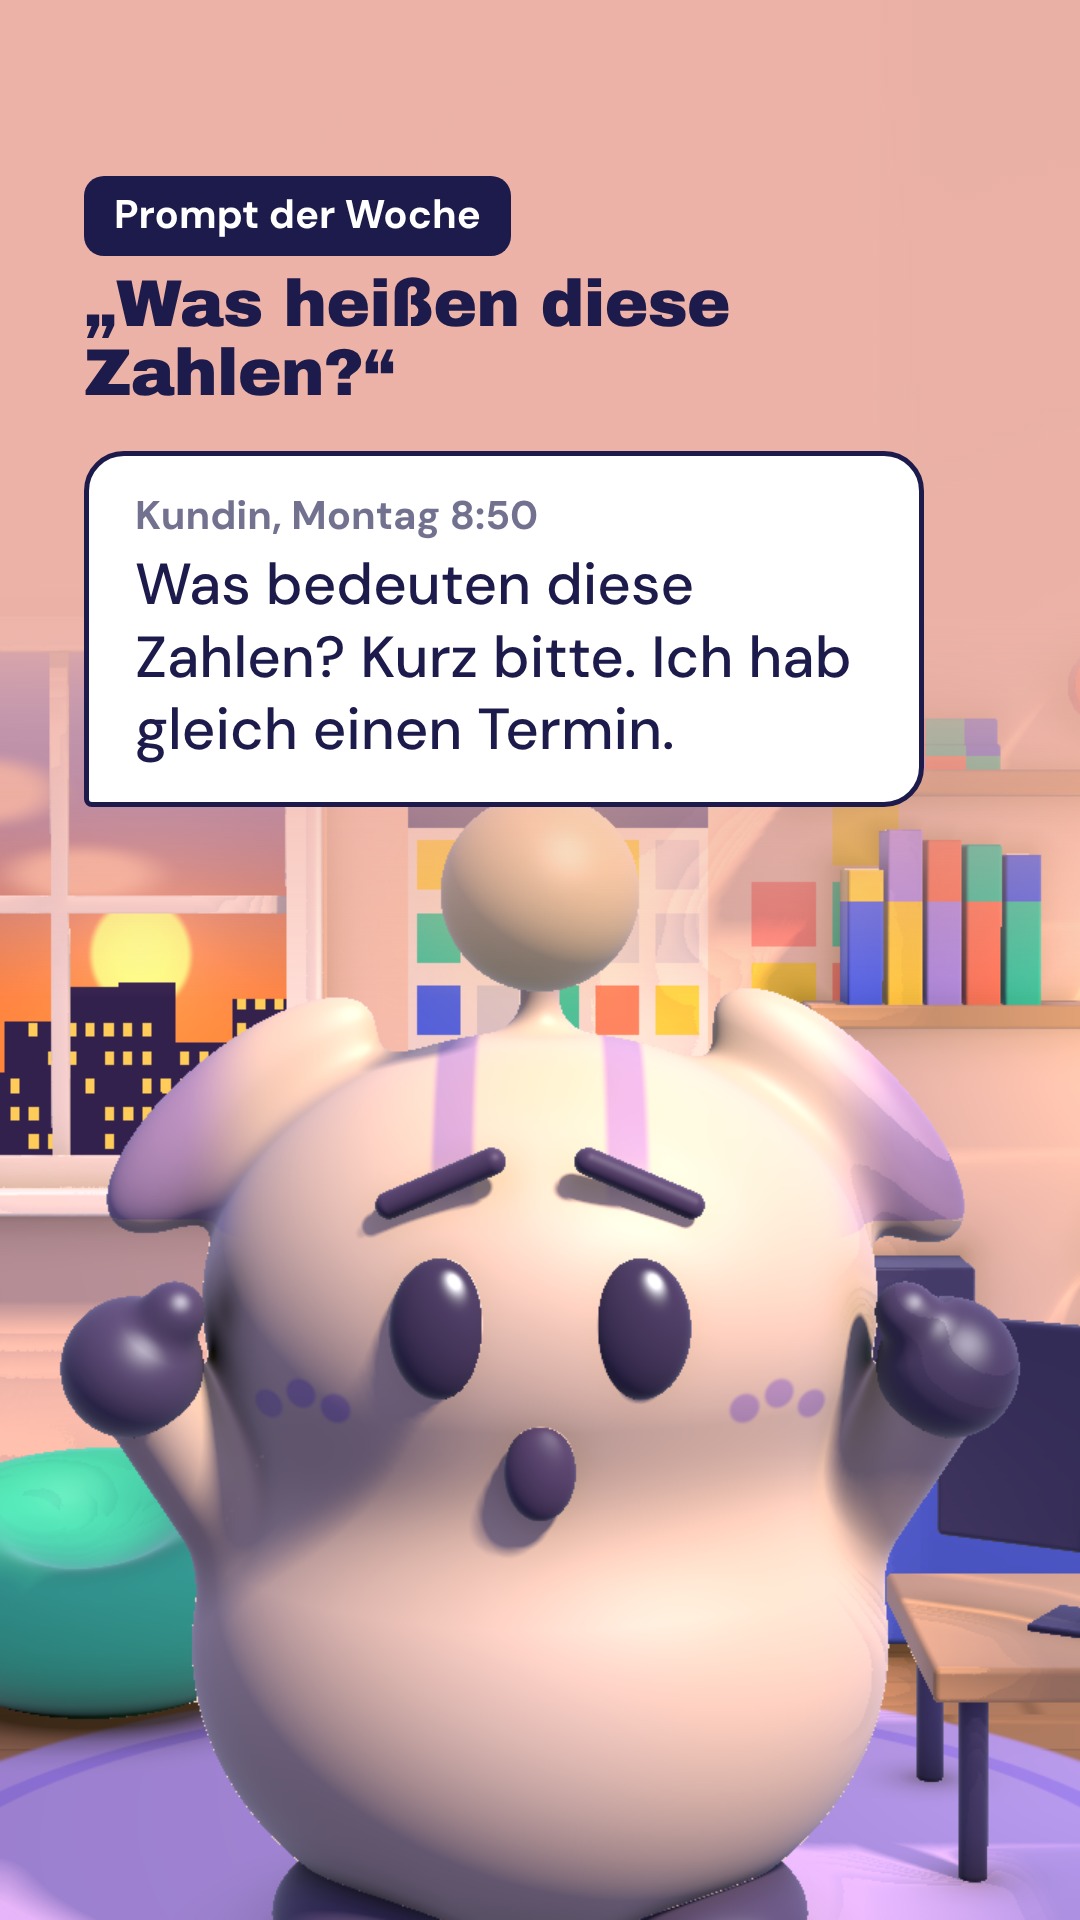 Prompt der Woche
„Was heißen diese
Zahlen?“
Kundin, Montag 8:50
Was bedeuten diese
Zahlen? Kurz bitte. Ich hab
gleich einen Termin.